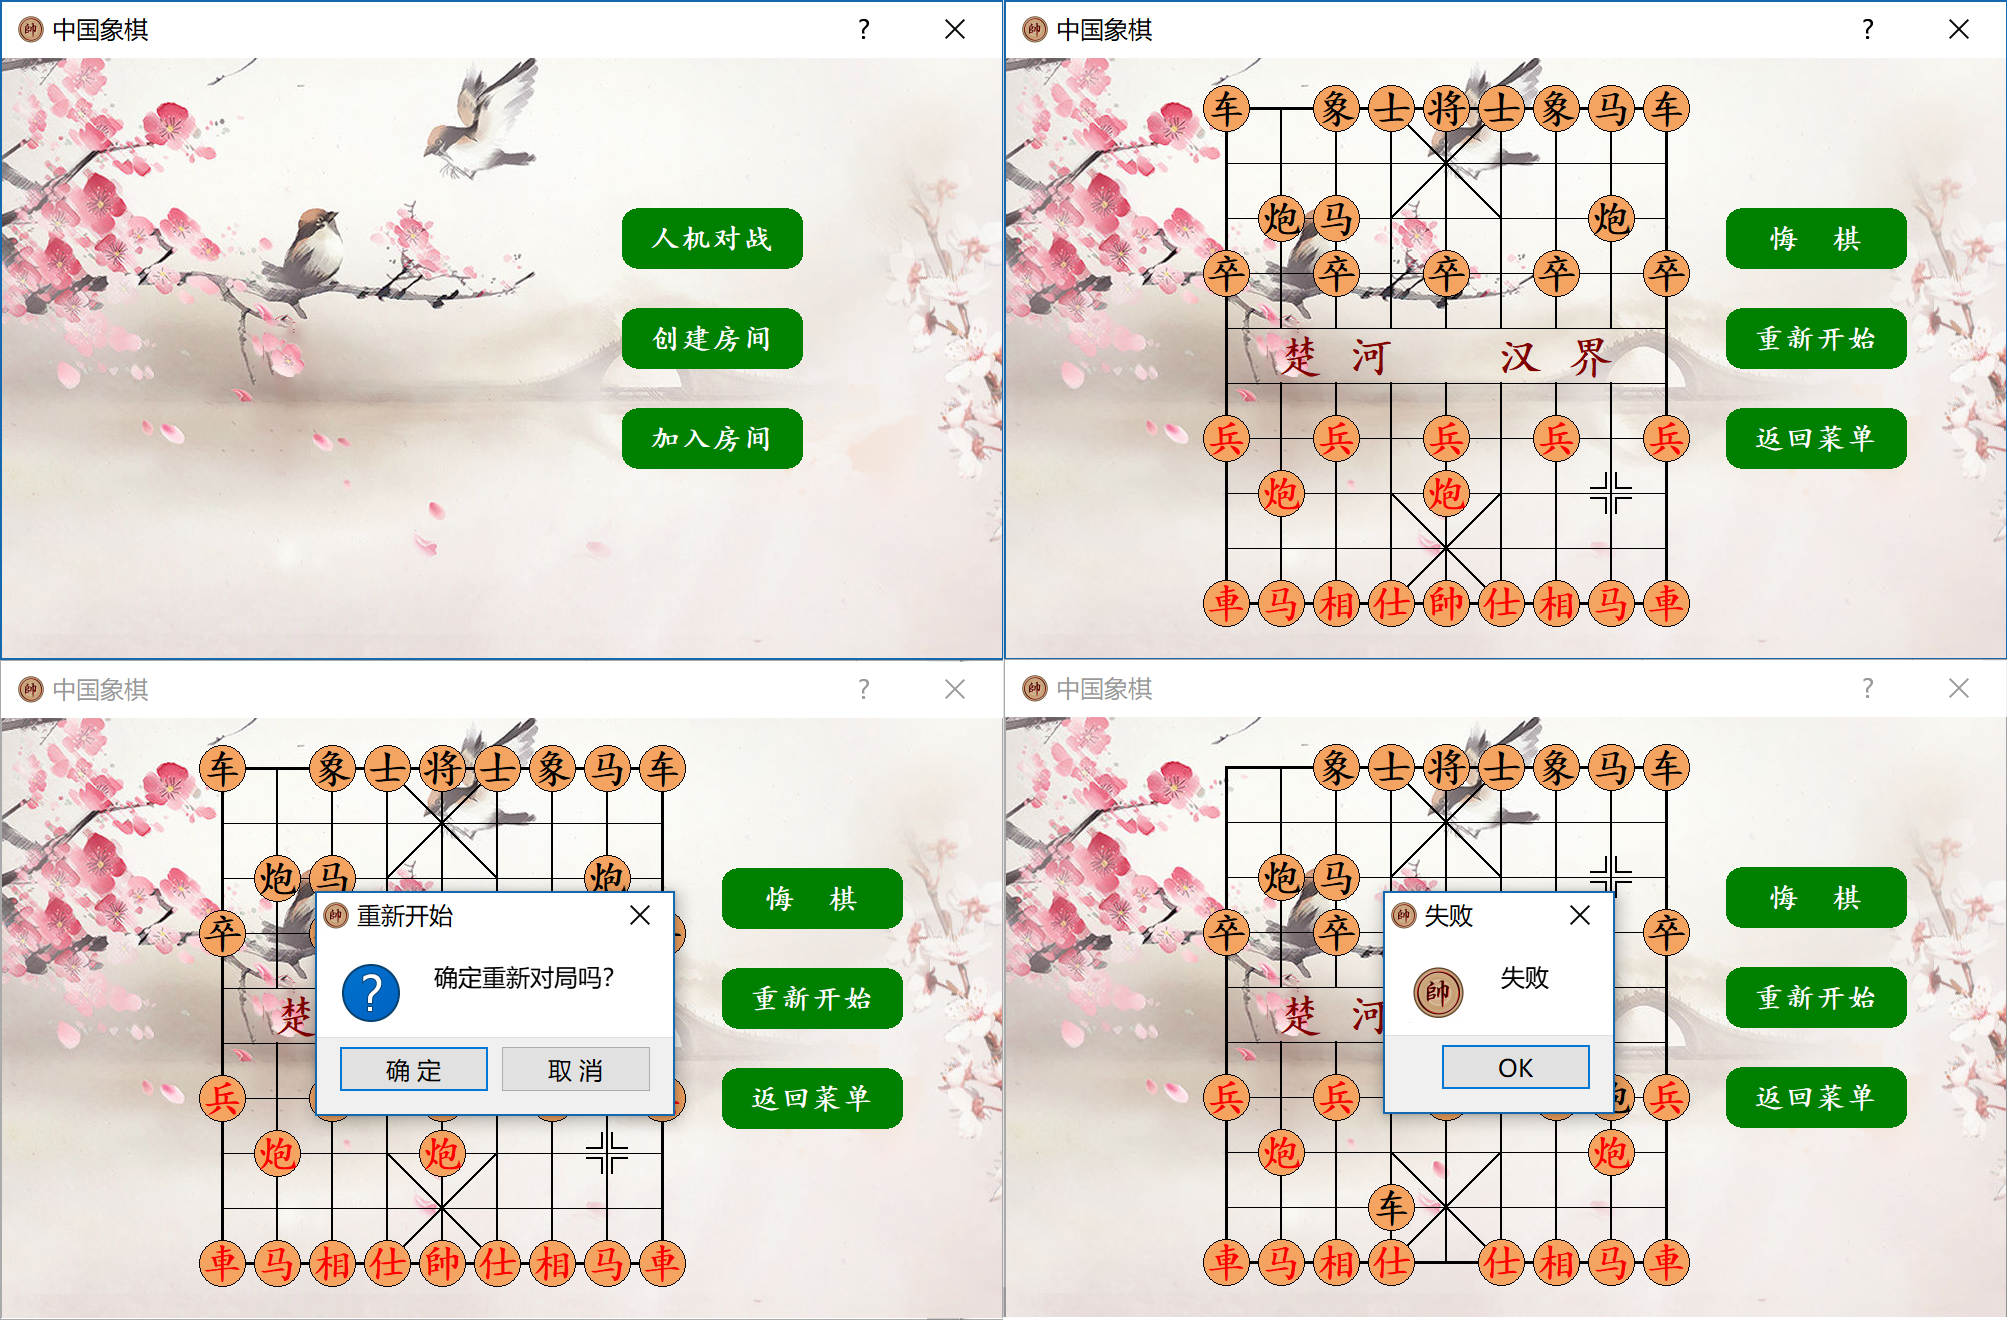 中国象棋 ?
人机对战
创建房间
加入房间
中国象棋 ?
车 象 士 将 士 象 马 车
炮 马 炮
卒 卒 卒 卒 卒
楚 河 汉 界
兵 兵 兵 兵 兵
炮 炮
車 马 相 仕 帥 仕 相 马 車
悔 棋
重新开始
返回菜单
中国象棋 ?
车 象 士 将 士 象 马 车
炮 马 炮
卒
楚
兵
炮 炮
車 马 相 仕 帥 仕 相 马 車
重新开始
?
确定重新对局吗?
确 定 取 消
悔 棋
重新开始
返回菜单
中国象棋 ?
象 士 将 士 象 马 车
炮 马
卒 卒 卒
楚 河
兵 兵 炮 兵
炮 炮
车
車 马 相 仕 仕 相 马 車
失败
帥
失败
OK
悔 棋
重新开始
返回菜单